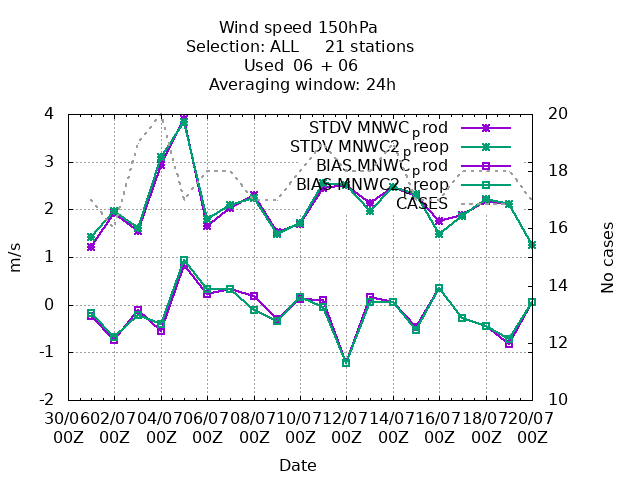 Wind speed 150hPa
Selection: ALL 21 stations
Used 06 + 06
Averaging window: 24h
4
3
2
1
0
-1
-2
m/s
20
18
16
14
12
10
No cases
STDV MNWC_prod
STDV MNWC2_preop
BIAS MNWC_prod
BIAS MNWC2_preop
CASES
30/06 02/07 04/07 06/07 08/07 10/07 12/07 14/07 16/07 18/07 20/07
00Z 00Z 00Z 00Z 00Z 00Z 00Z 00Z 00Z 00Z 00Z
Date